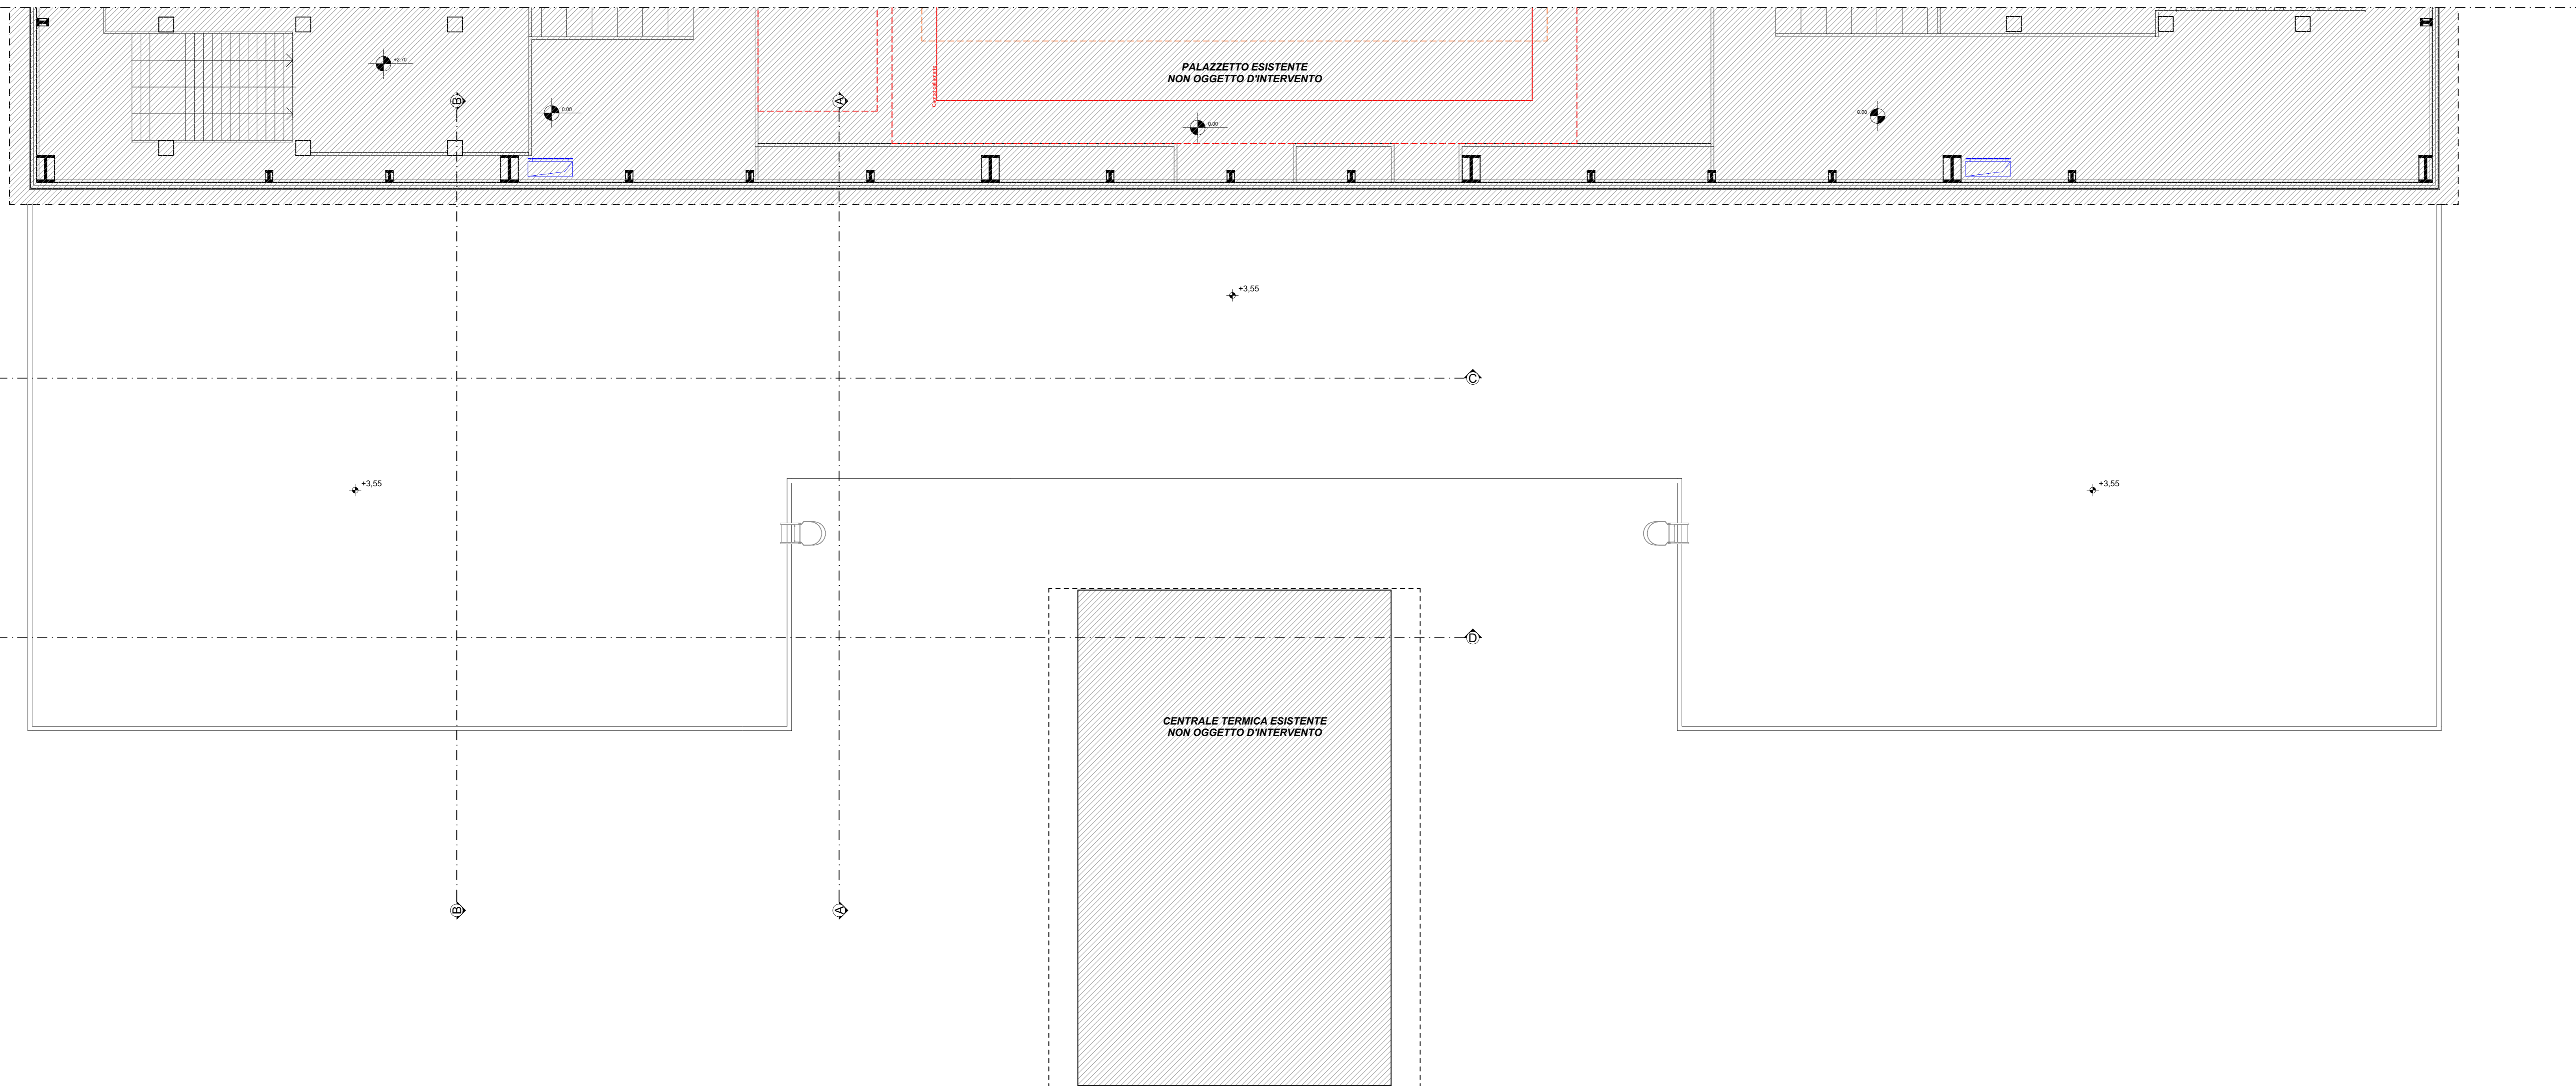 PALAZZETTO ESISTENTE
NON OGGETTO D'INTERVENTO
+2.70
B
A
0.00
0.00
0.00
+3,55
C
+3,55
+3,55
D
CENTRALE TERMICA ESISTENTE
NON OGGETTO D'INTERVENTO
B
A